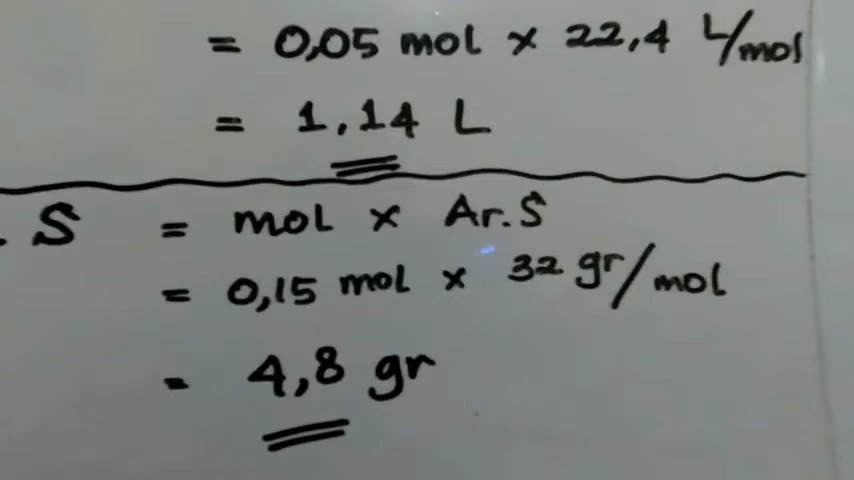 = 0,05 mol x 22,4 L/mol
= 1,14 L
. S = mol x Ar.S
= 0,15 mol x 32 gr/mol
= 4,8 gr